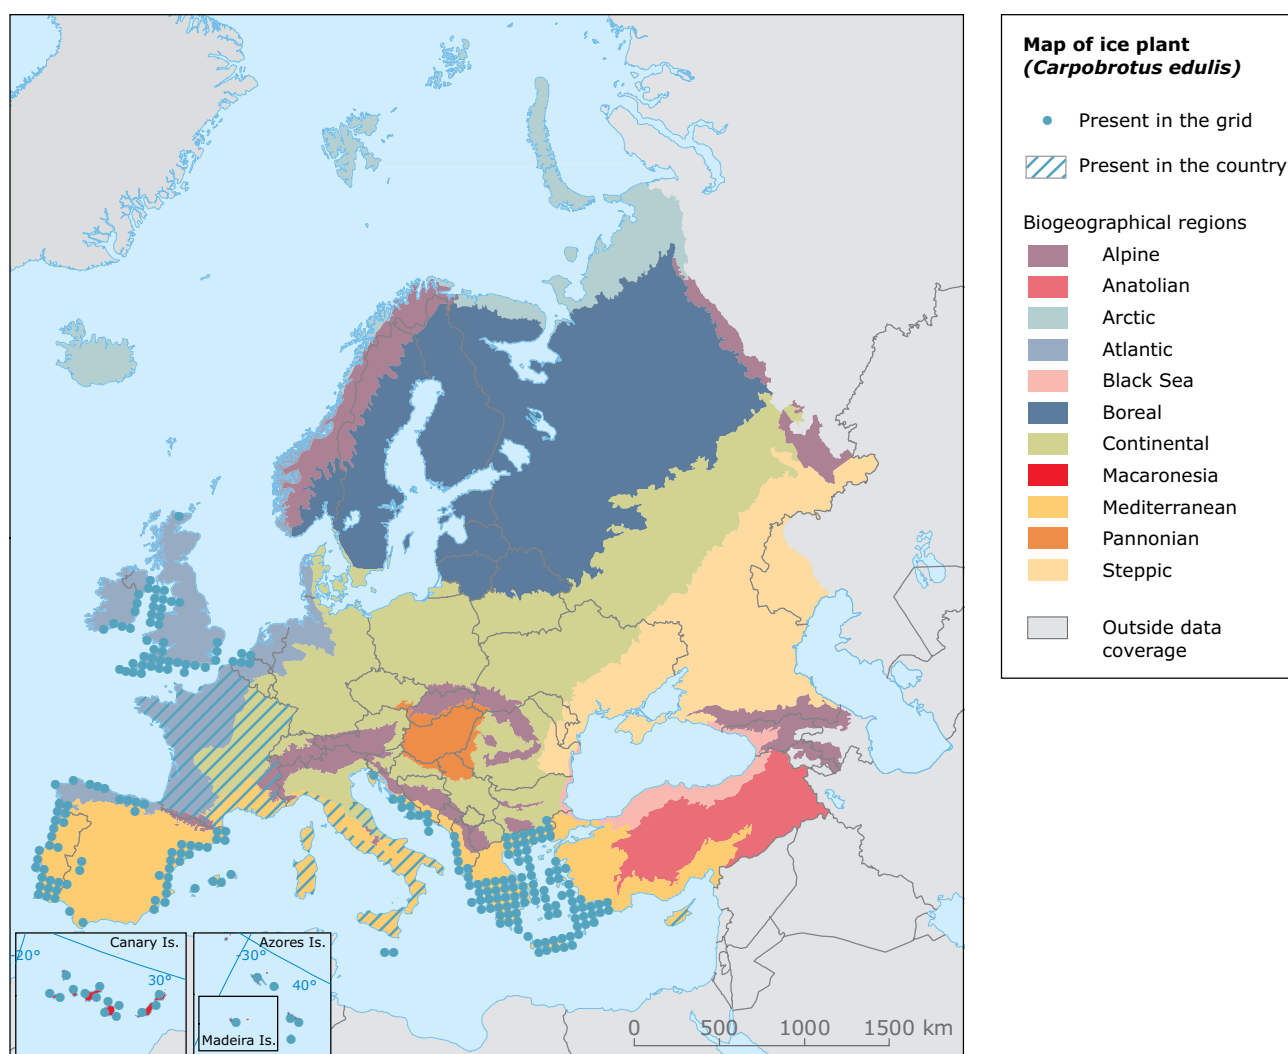 Map of ice plant
(Carpobrotus edulis)
Present in the grid
Present in the country
Biogeographical regions
Alpine
Anatolian
Arctic
Atlantic
Black Sea
Boreal
Continental
Macaronesia
Mediterranean
Pannonian
Steppic
Outside data
coverage
Canary Is.
20°
30°
Azores Is.
-30°
40°
Madeira Is.
0 500 1000 1500 km